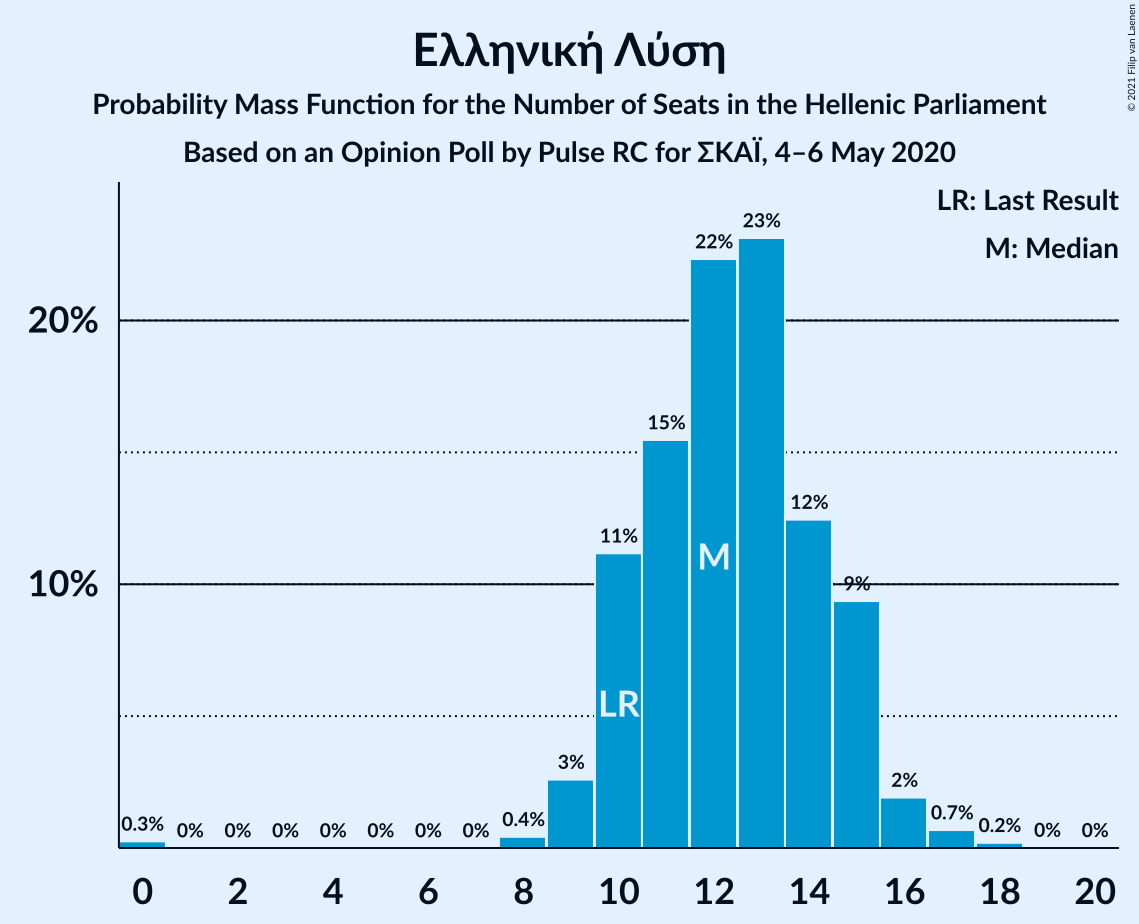 Ελληνική Λύση
Probability Mass Function for the Number of Seats in the Hellenic Parliament
Based on an Opinion Poll by Pulse RC for ΣΚΑΪ, 4–6 May 2020
© 2021 Filip van Laenen
LR: Last Result
M: Median
20%
10%
0.3% 0% 0% 0% 0% 0% 0% 0% 0.4% 3% 11% 15% 22% 23% 12% 9% 2% 0.7% 0.2% 0% 0%
LR
M
0 2 4 6 8 10 12 14 16 18 20